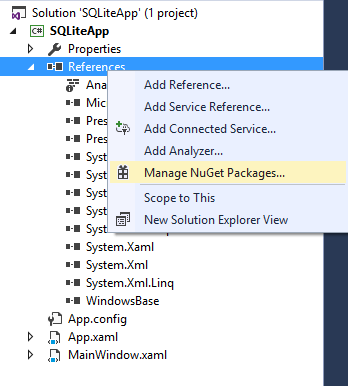 Solution 'SQLiteApp' (1 project)
SQLiteApp
Properties
References
Ana
Add Reference...
Mic
Add Service Reference...
Pres
Add Connected Service...
Pres
Add Analyzer...
Syst
Manage NuGet Packages...
Syst
Scope to This
Syst
New Solution Explorer View
Syst
System.Xaml
System.Xml
System.Xml.Linq
WindowsBase
App.config
App.xaml
MainWindow.xaml